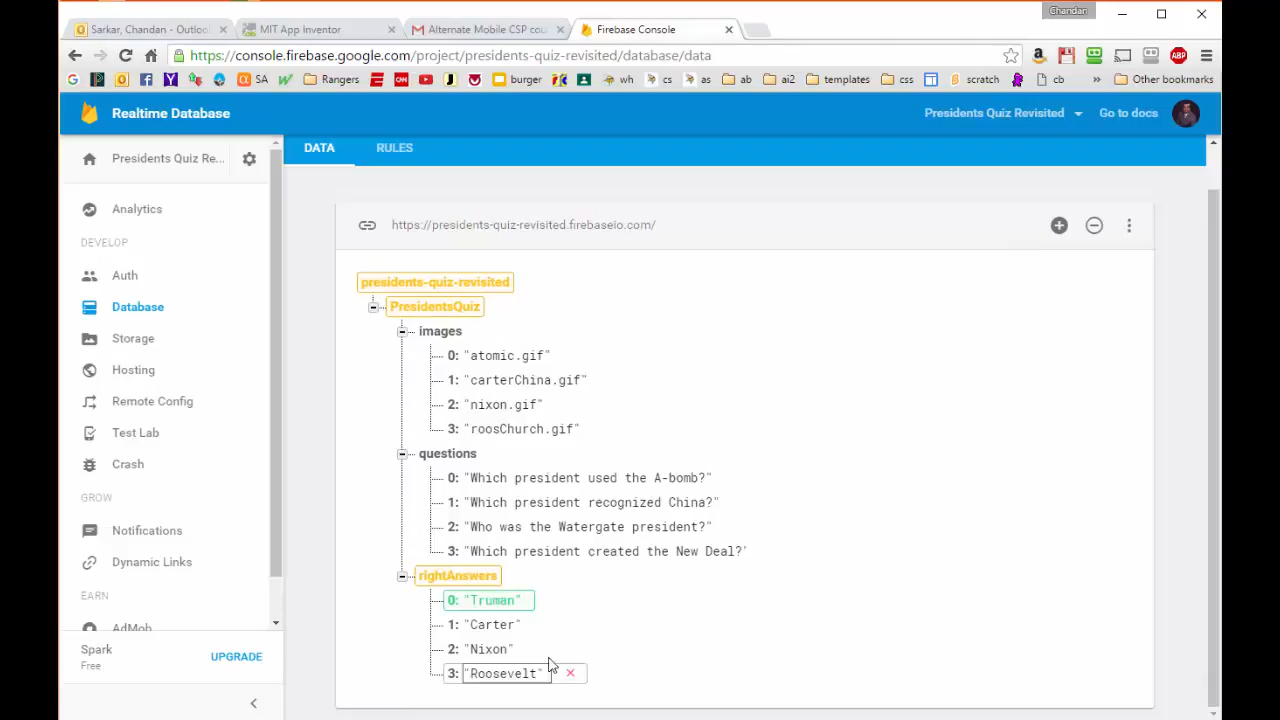 Chandan
Sarkar, Chandan - Outloo
MIT App Inventor
Alternate Mobile CSP cou
Firebase Console
https://console.firebase.google.com/project/presidents-quiz-revisited/database/data
SA
Rangers
burger
wh
cs
as
ab
ai2
templates
css
scratch
cb
»
Other bookmarks
Realtime Database
Presidents Quiz Revisited
Go to docs
Presidents Quiz Re...
DATA
RULES
Analytics
DEVELOP
Auth
Database
Storage
Hosting
Remote Config
Test Lab
Crash
GROW
Notifications
Dynamic Links
EARN
AdMob
Spark
Free
UPGRADE
https://presidents-quiz-revisited.firebaseio.com/
presidents-quiz-revisited
PresidentsQuiz
images
0: "atomic.gif"
1: "carterChina.gif"
2: "nixon.gif"
3: "roosChurch.gif"
questions
0: "Which president used the A-bomb?"
1: "Which president recognized China?"
2: "Who was the Watergate president?"
3: "Which president created the New Deal?'
rightAnswers
0: "Truman"
1: "Carter"
2: "Nixon"
3: "Roosevelt"